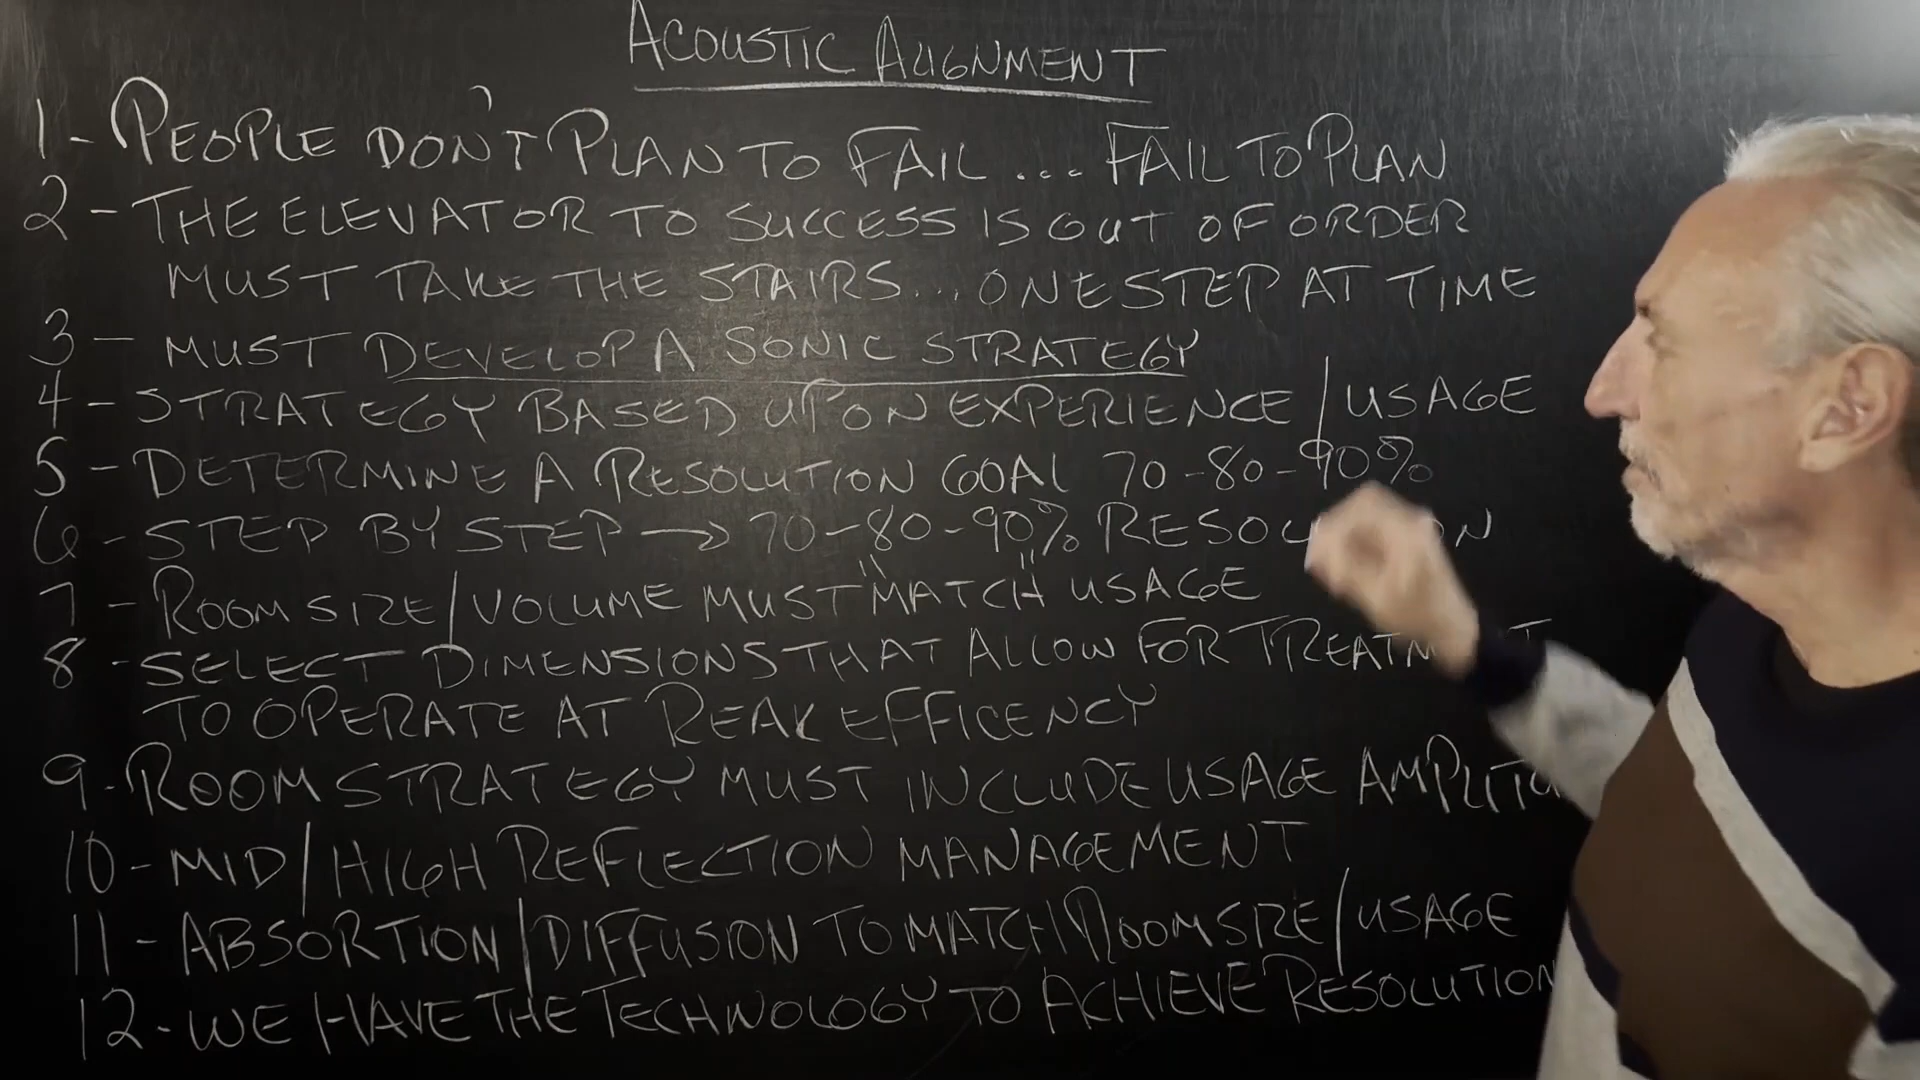 ACOUSTIC ALIGNMENT
1 - PEOPLE DON'T PLAN TO FAIL ... FAIL TO PLAN
2 - THE ELEVATOR TO SUCCESS IS OUT OF ORDER
MUST TAKE THE STAIRS... ONE STEP AT TIME
3 - MUST DEVELOP A SONIC STRATEGY
4 - STRATEGY BASED UPON EXPERIENCE / USAGE
5 - DETERMINE A RESOLUTION GOAL 70-80-90%
6 - STEP BY STEP → 70-80-90%
7 - ROOM SIZE / VOLUME MUST "MATCH" USAGE
8 - SELECT DIMENSIONS THAT ALLOW FOR
TO OPERATE AT PEAK EFFICENCY
9 - ROOM STRATEGY MUST INCLUDE USAGE
10 - MID / HIGH REFLECTION MANAGEMENT
11 - ABSORTION / DIFFUSION TO MATCH ROOM SIZE / USAGE
12 - WE HAVE THE TECHNOLOGY TO ACHIEVE RESOLUTION